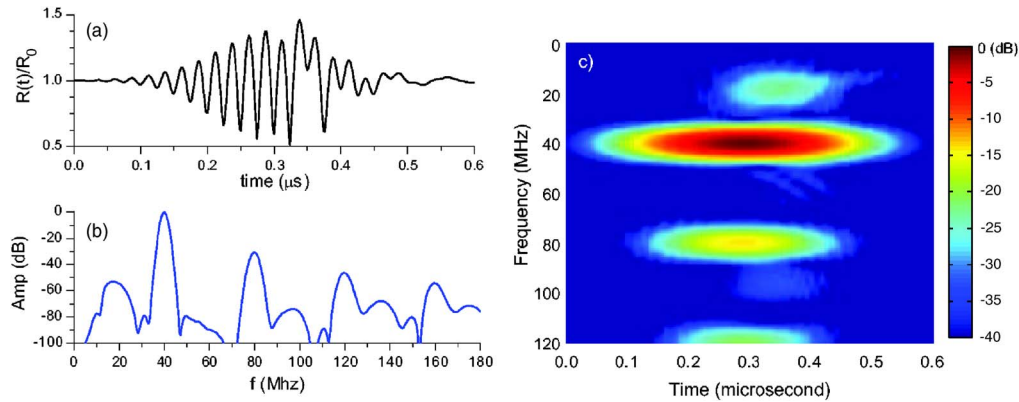 (a)
1.5
1.0
0.5
R(t)/R0
0.0 0.1 0.2 0.3 0.4 0.5 0.6
time (μs)
(b)
0
-20
-40
-60
-80
-100
Amp (dB)
0 20 40 60 80 100 120 140 160 180
f (Mhz)
c)
0
20
40
60
80
100
120
Frequency (MHz)
0.0 0.1 0.2 0.3 0.4 0.5 0.6
Time (microsecond)
0 (dB)
-5
-10
-15
-20
-25
-30
-35
-40